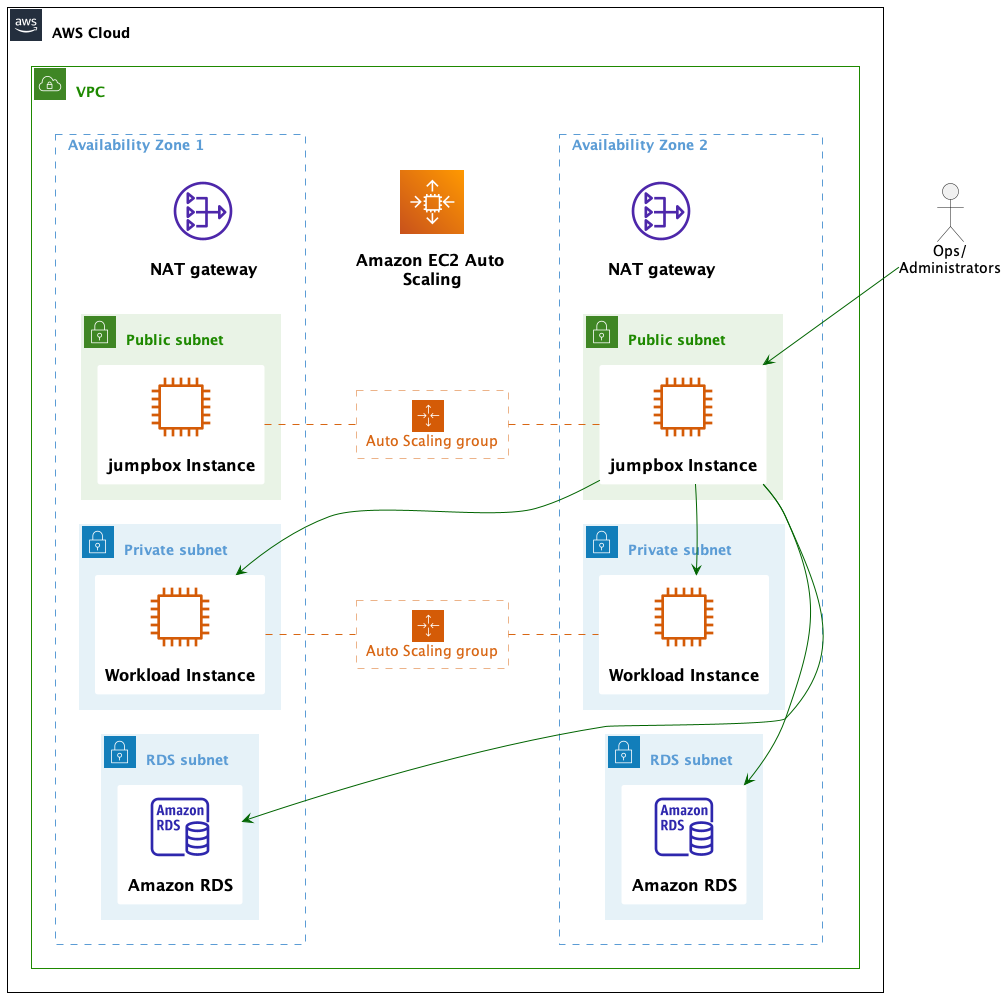 aws
AWS Cloud
VPC
Availability Zone 1
Availability Zone 2
NAT gateway
Amazon EC2 Auto
Scaling
NAT gateway
Ops/
Administrators
Public subnet
Public subnet
jumpbox Instance
Auto Scaling group
jumpbox Instance
Private subnet
Private subnet
Workload Instance
Auto Scaling group
Workload Instance
RDS subnet
RDS subnet
Amazon
RDS
Amazon RDS
Amazon
RDS
Amazon RDS